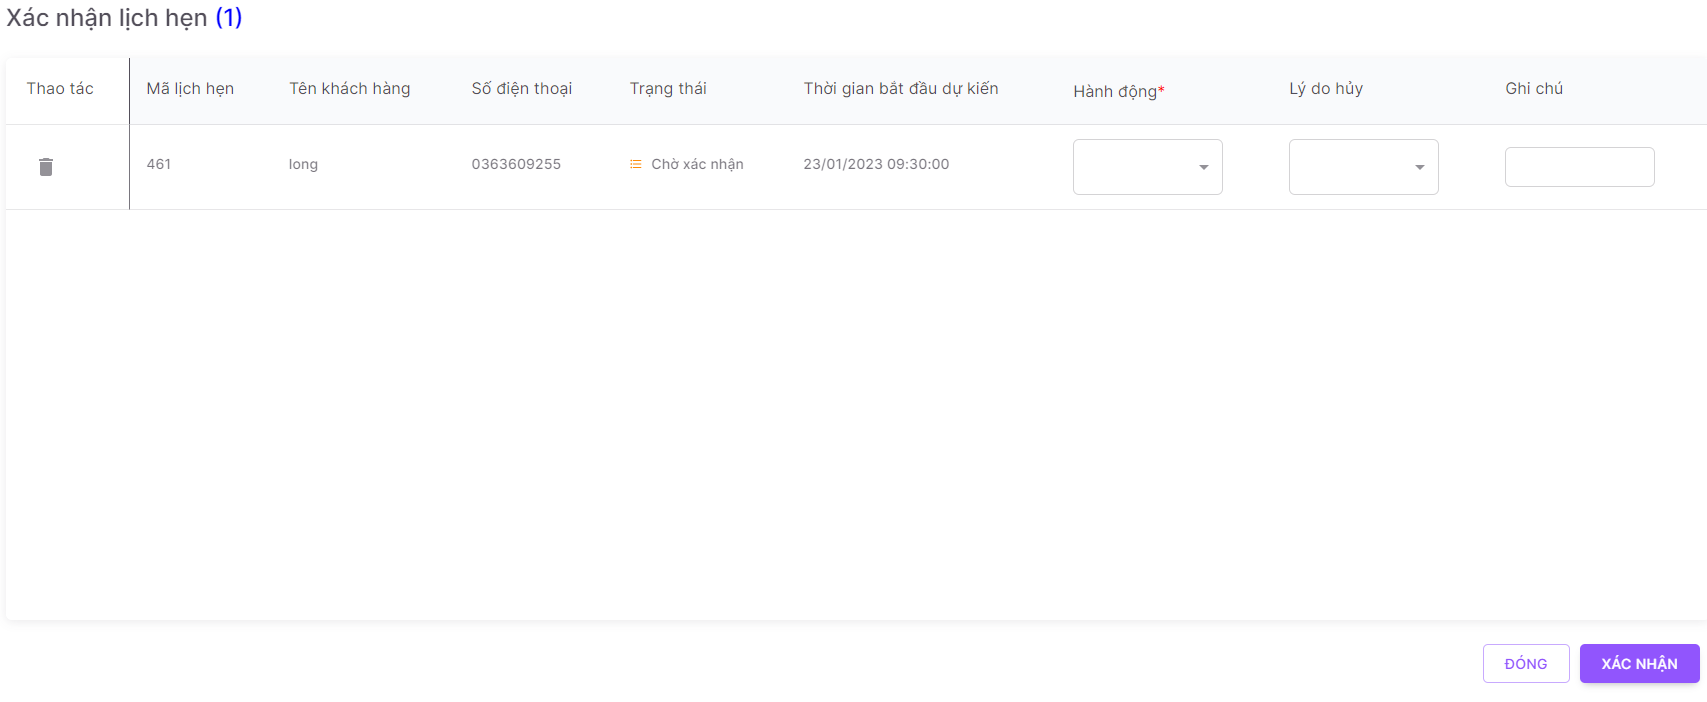 Xác nhận lịch hẹn (1)
Thao tác Mã lịch hẹn Tên khách hàng Số điện thoại Trạng thái Thời gian bắt đầu dự kiến Hành động* Lý do hủy Ghi chú
461 long 0363609255 Chờ xác nhận 23/01/2023 09:30:00
ĐÓNG XÁC NHẬN